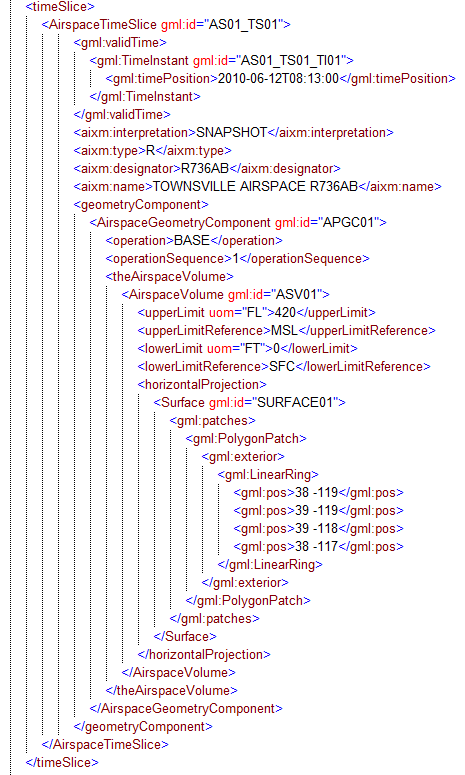 <timeSlice>
<AirspaceTimeSlice gml:id="AS01_TS01">
<gml:validTime>
<gml:TimeInstant gml:id="AS01_TS01_TI01">
<gml:timePosition>2010-06-12T08:13:00</gml:timePosition>
</gml:TimeInstant>
</gml:validTime>
<aixm:interpretation>SNAPSHOT</aixm:interpretation>
<aixm:type>R</aixm:type>
<aixm:designator>R736AB</aixm:designator>
<aixm:name>TOWNSVILLE AIRSPACE R736AB</aixm:name>
<geometryComponent>
<AirspaceGeometryComponent gml:id="APGC01">
<operation>BASE</operation>
<operationSequence>1</operationSequence>
<theAirspaceVolume>
<AirspaceVolume gml:id="ASV01">
<upperLimit uom="FL">420</upperLimit>
<upperLimitReference>MSL</upperLimitReference>
<lowerLimit uom="FT">0</lowerLimit>
<lowerLimitReference>SFC</lowerLimitReference>
<horizontalProjection>
<Surface gml:id="SURFACE01">
<gml:patches>
<gml:PolygonPatch>
<gml:exterior>
<gml:LinearRing>
<gml:pos>38 -119</gml:pos>
<gml:pos>39 -119</gml:pos>
<gml:pos>39 -118</gml:pos>
<gml:pos>38 -117</gml:pos>
</gml:LinearRing>
</gml:exterior>
</gml:PolygonPatch>
</gml:patches>
</Surface>
</horizontalProjection>
</AirspaceVolume>
</theAirspaceVolume>
</AirspaceGeometryComponent>
</geometryComponent>
</AirspaceTimeSlice>
</timeSlice>